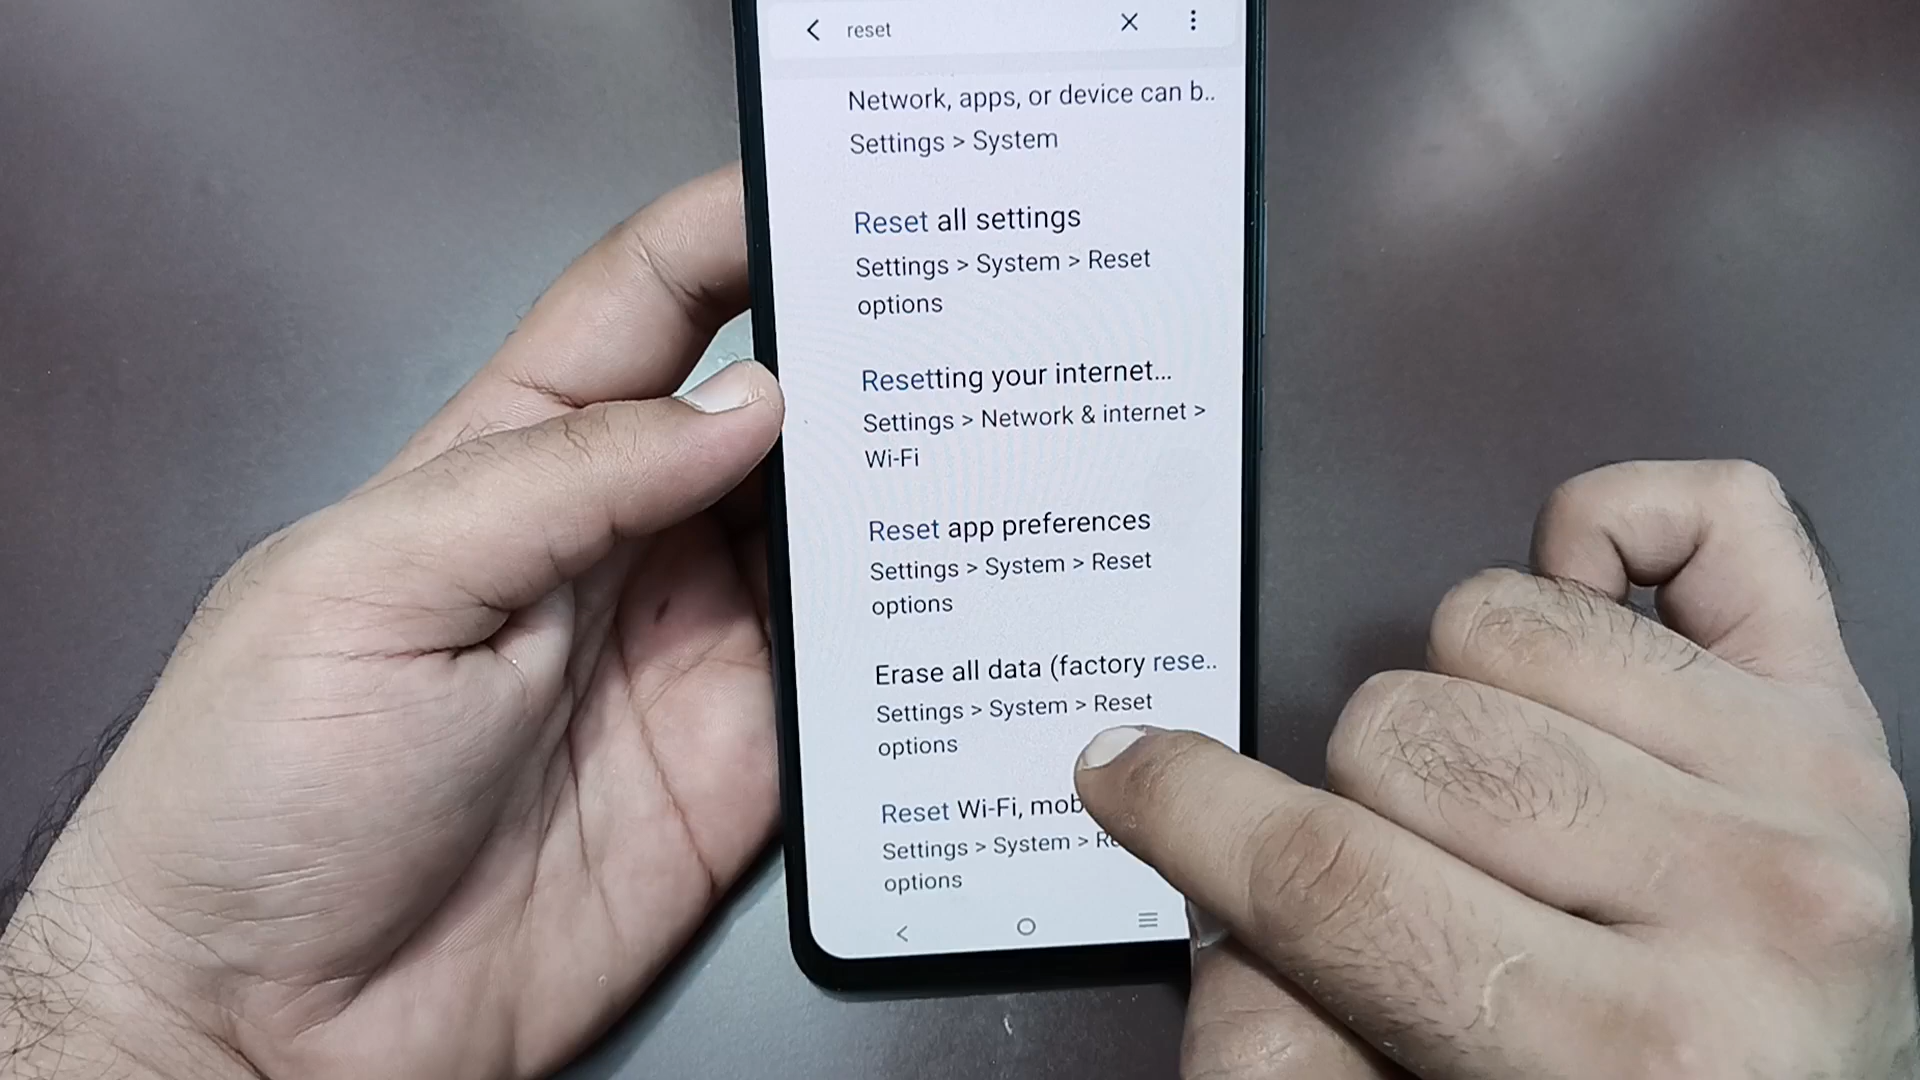 reset
Network, apps, or device can b..
Settings > System
Reset all settings
Settings > System > Reset
options
Resetting your internet...
Settings > Network & internet >
Wi-Fi
Reset app preferences
Settings > System > Reset
options
Erase all data (factory rese..
Settings > System > Reset
options
Reset Wi-Fi, mob
Settings > System > Re
options